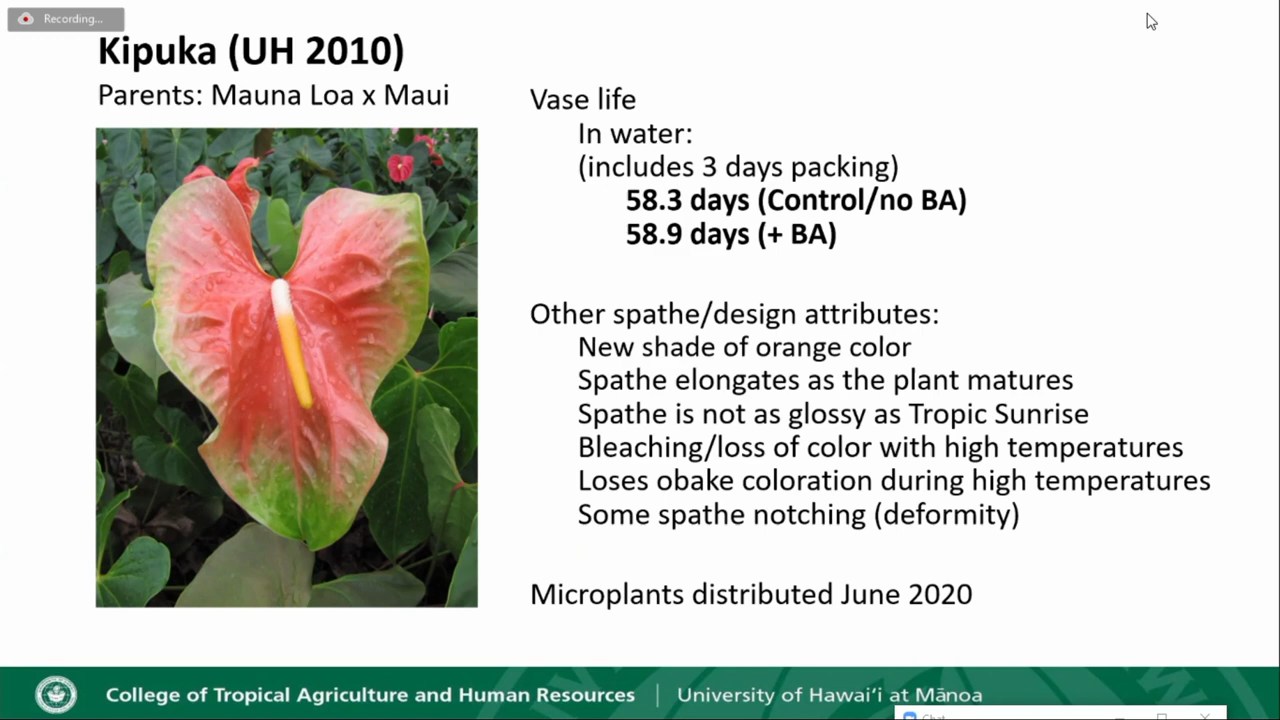 Recording...
Kipuka (UH 2010)
Parents: Mauna Loa x Maui
Vase life
In water:
(includes 3 days packing)
58.3 days (Control/no BA)
58.9 days (+ BA)
Other spathe/design attributes:
New shade of orange color
Spathe elongates as the plant matures
Spathe is not as glossy as Tropic Sunrise
Bleaching/loss of color with high temperatures
Loses obake coloration during high temperatures
Some spathe notching (deformity)
Microplants distributed June 2020
College of Tropical Agriculture and Human Resources | University of Hawaiʻi at Mānoa
Chat